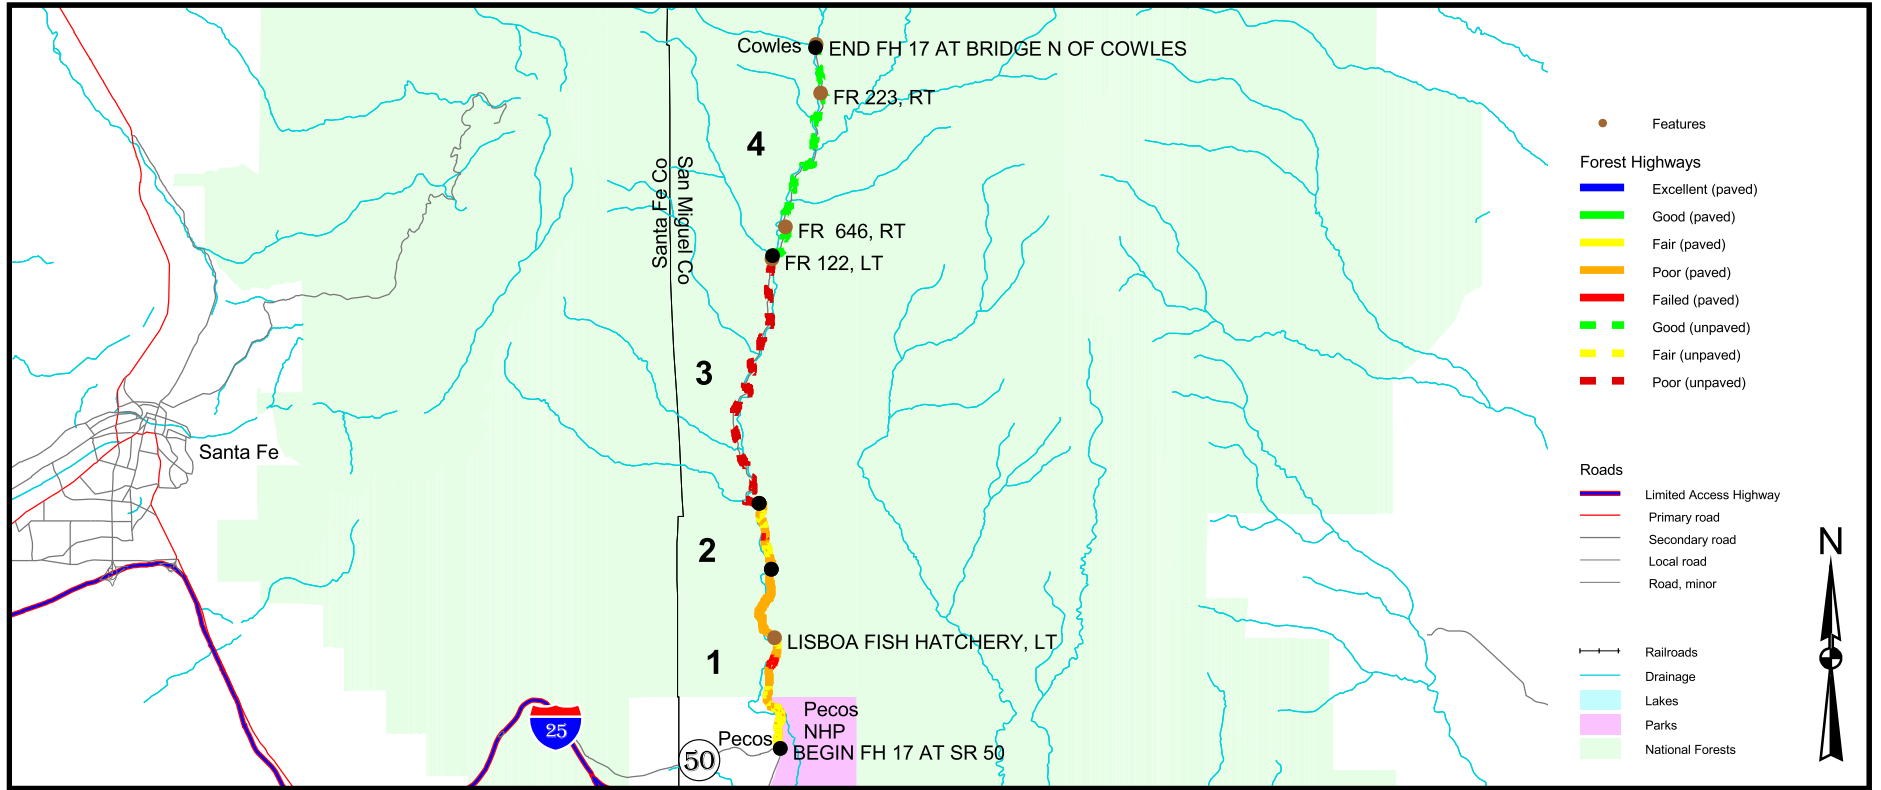 Cowles
END FH 17 AT BRIDGE N OF COWLES
FR 223, RT
4
Santa Fe Co
San Miguel Co
FR  646, RT
FR 122, LT
3
Santa Fe
2
LISBOA FISH HATCHERY, LT
1
Pecos
NHP
Pecos
BEGIN FH 17 AT SR 50
25
50
Features
Forest Highways
Excellent (paved)
Good (paved)
Fair (paved)
Poor (paved)
Failed (paved)
Good (unpaved)
Fair (unpaved)
Poor (unpaved)
Roads
Limited Access Highway
Primary road
Secondary road
Local road
Road, minor
N
Railroads
Drainage
Lakes
Parks
National Forests